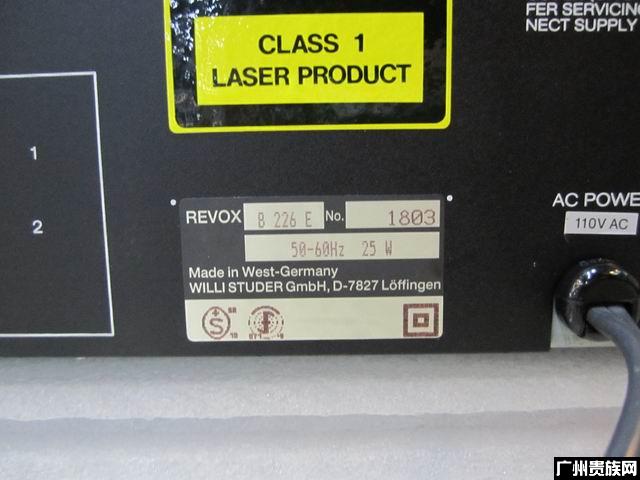 FER SERVICING
NECT SUPPLY
CLASS 1
LASER PRODUCT
1
2
REVOX B 226 E No. 1803
50-60Hz 25 W
Made in West-Germany
WILLI STUDER GmbH, D-7827 Löffingen
S
AC POWE
110V AC
广州贵族网